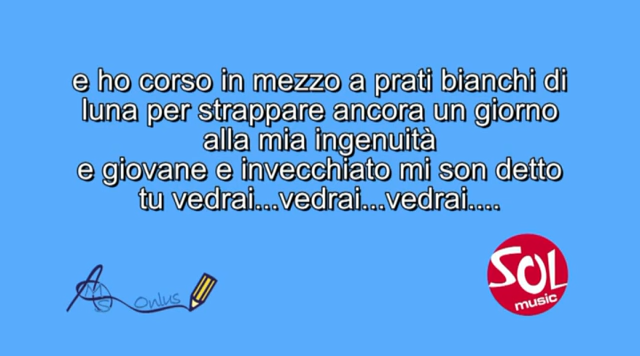 e ho corso in mezzo a prati bianchi di
luna per strappare ancora un giorno
alla mia ingenuità
e giovane e invecchiato mi son detto
tu vedrai...vedrai...vedrai....
SOL
music
onlus